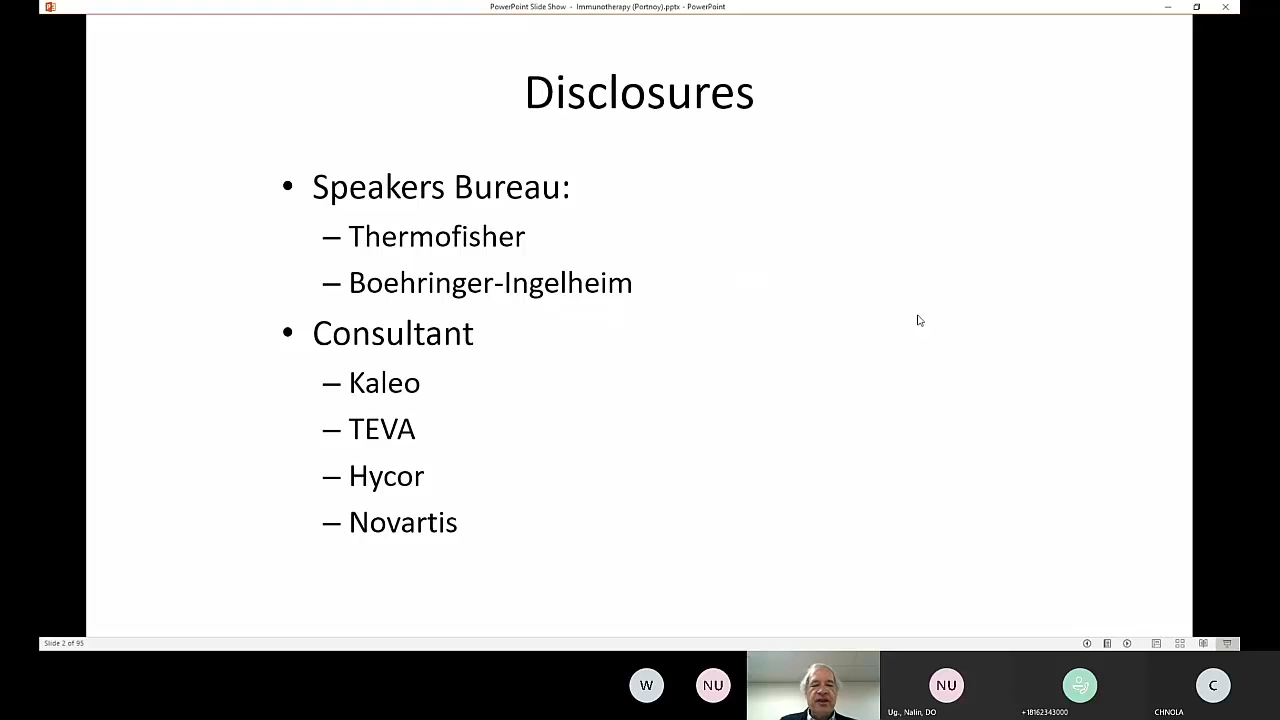 PowerPoint Slide Show - Immunotherapy (Portnoy).pptx - PowerPoint
Disclosures
• Speakers Bureau:
– Thermofisher
– Boehringer-Ingelheim
• Consultant
– Kaleo
– TEVA
– Hycor
– Novartis
Slide 2 of 95
W
NU
NU
C
Ug., Nalin, DO
+18162343000
CHNOLA